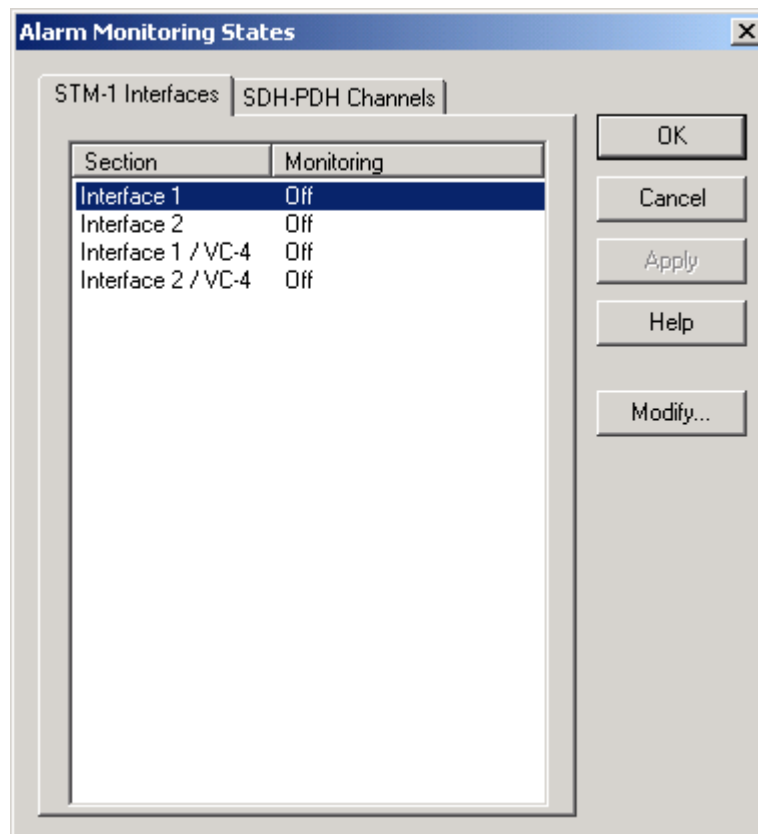 Alarm Monitoring States
STM-1 Interfaces
SDH-PDH Channels
Section Monitoring
Interface 1 Off
Interface 2 Off
Interface 1 / VC-4 Off
Interface 2 / VC-4 Off
OK
Cancel
Apply
Help
Modify...